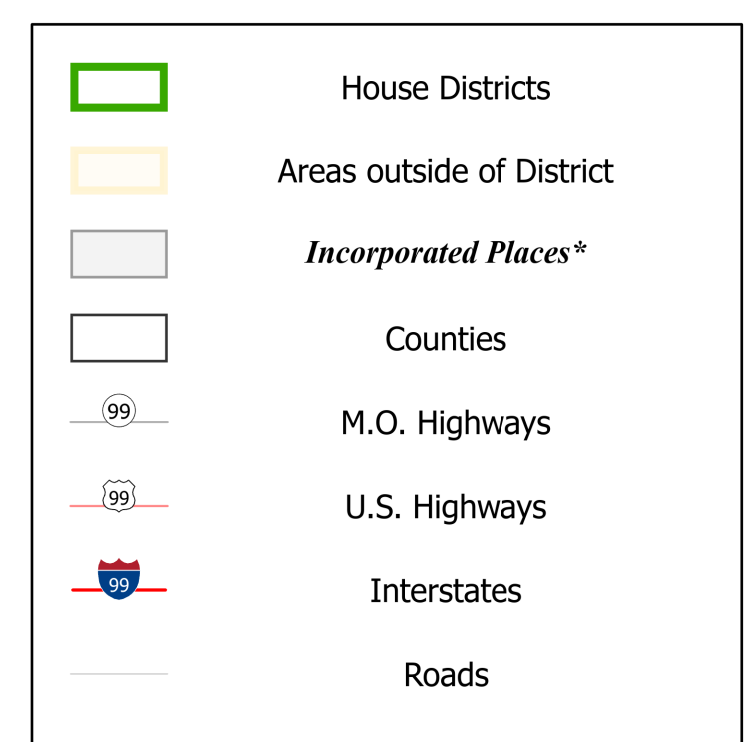 House Districts
Areas outside of District
Incorporated Places*
Counties
99
M.O. Highways
99
U.S. Highways
99
Interstates
Roads